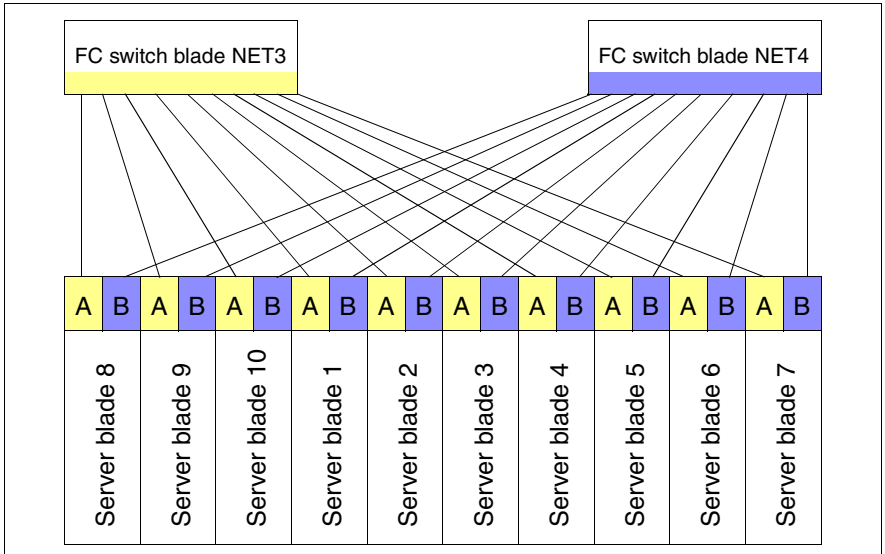 FC switch blade NET3
FC switch blade NET4
A B A B A B A B A B A B A B A B A B A B
Server blade 8
Server blade 9
Server blade 10
Server blade 1
Server blade 2
Server blade 3
Server blade 4
Server blade 5
Server blade 6
Server blade 7